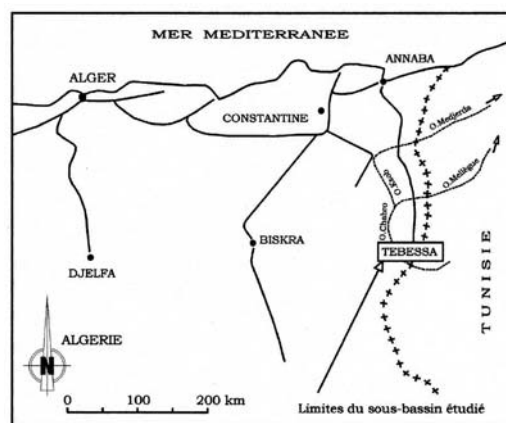 MER MEDITERRANEE
ANNABA
ALGER
CONSTANTINE
O.Medjerda
O.Mellègue
O.Chabro
BISKRA
TEBESSA
DJELFA
TUNISIE
ALGERIE
N
0 100 200 km
Limites du sous-bassin étudié